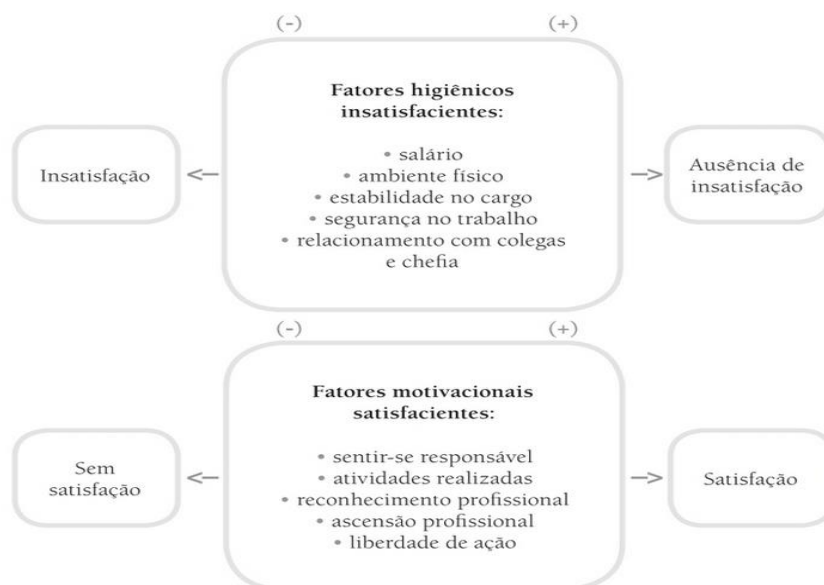 (-) (+)
Fatores higiênicos
insatisfacientes:
• salário
• ambiente físico
• estabilidade no cargo
• segurança no trabalho
• relacionamento com colegas
e chefia
Insatisfação
<–
–>
Ausência de
insatisfação
(-) (+)
Fatores motivacionais
satisfacientes:
• sentir-se responsável
• atividades realizadas
• reconhecimento profissional
• ascensão profissional
• liberdade de ação
Sem
satisfação
<–
–>
Satisfação